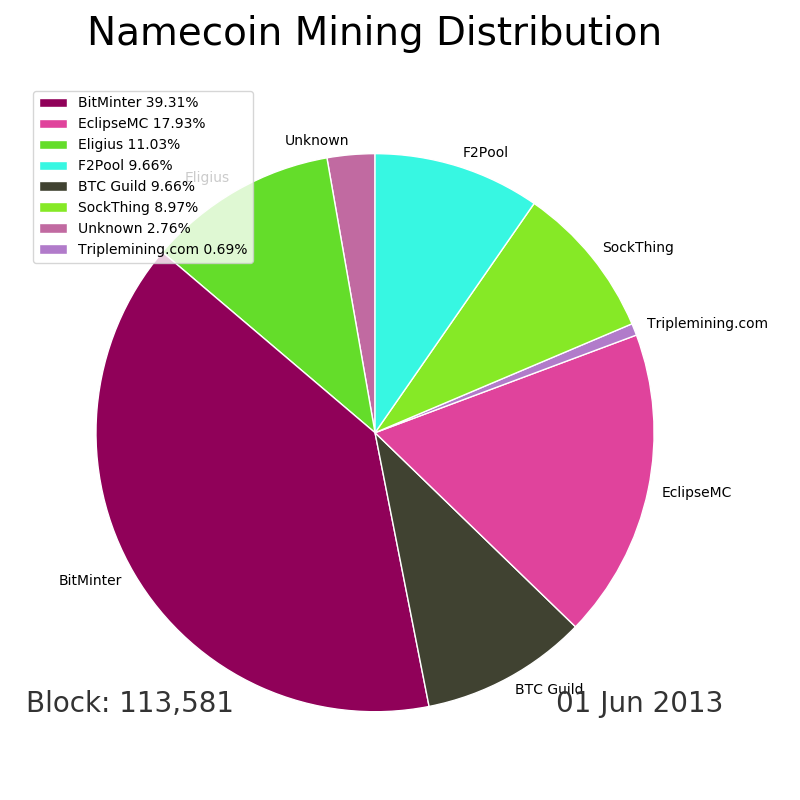 Namecoin Mining Distribution
BitMinter 39.31%
EclipseMC 17.93%
Eligius 11.03%
F2Pool 9.66%
BTC Guild 9.66%
SockThing 8.97%
Unknown 2.76%
Triplemining.com 0.69%
Unknown
F2Pool
Eligius
SockThing
Triplemining.com
EclipseMC
BitMinter
BTC Guild
Block: 113,581
01 Jun 2013